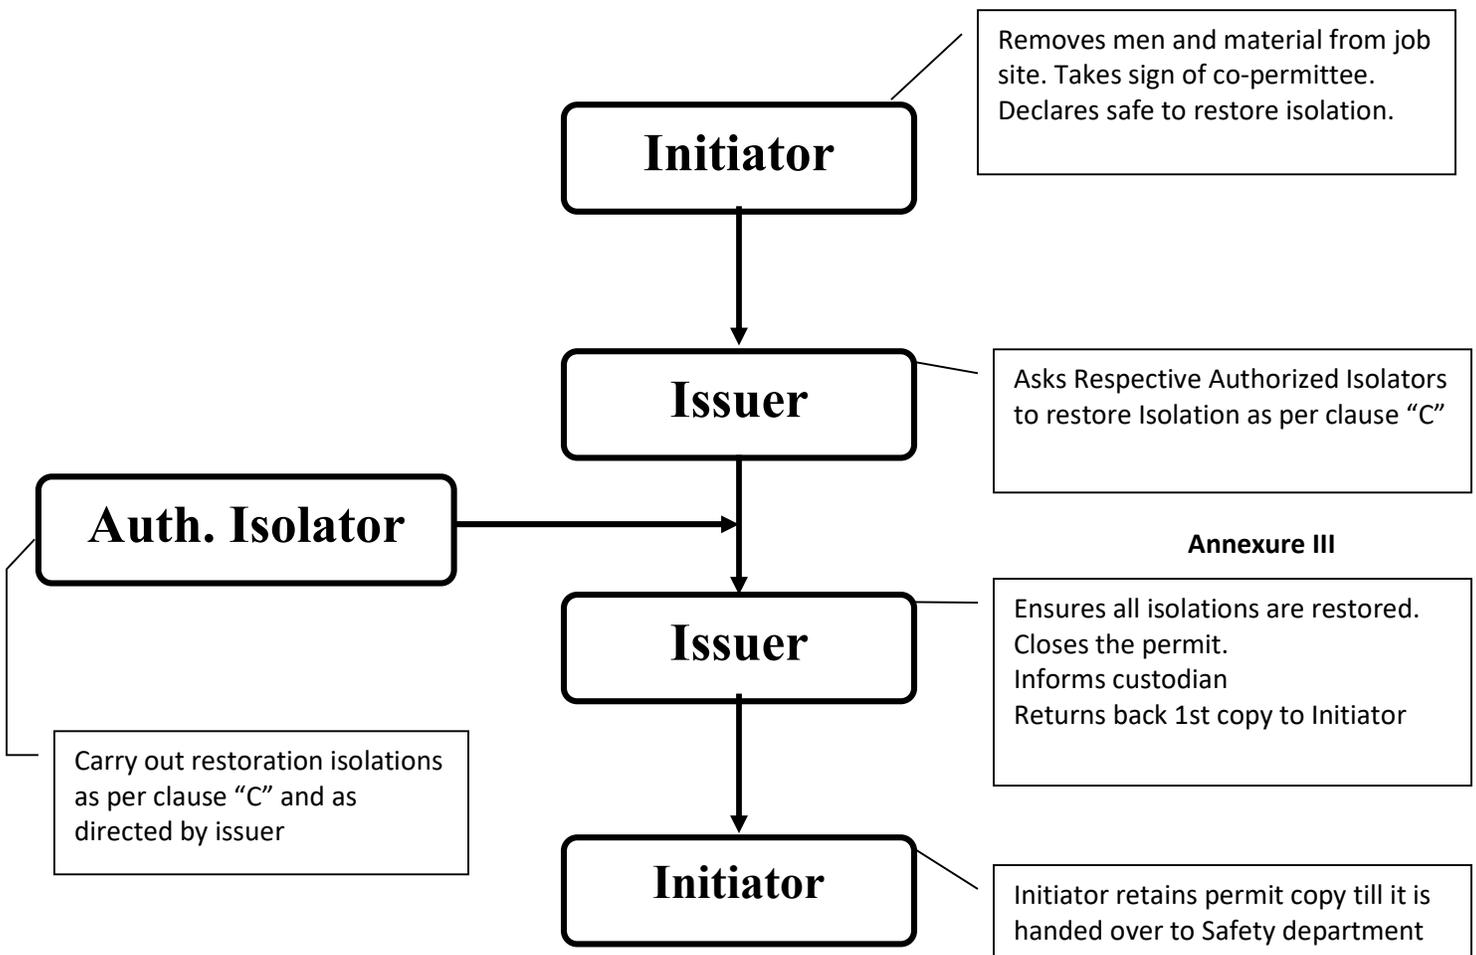 Removes men and material from job
site. Takes sign of co-permittee.
Declares safe to restore isolation.
Initiator
Issuer
Asks Respective Authorized Isolators
to restore Isolation as per clause “C”
Auth. Isolator
Annexure III
Issuer
Ensures all isolations are restored.
Closes the permit.
Informs custodian
Returns back 1st copy to Initiator
Carry out restoration isolations
as per clause “C” and as
directed by issuer
Initiator
Initiator retains permit copy till it is
handed over to Safety department